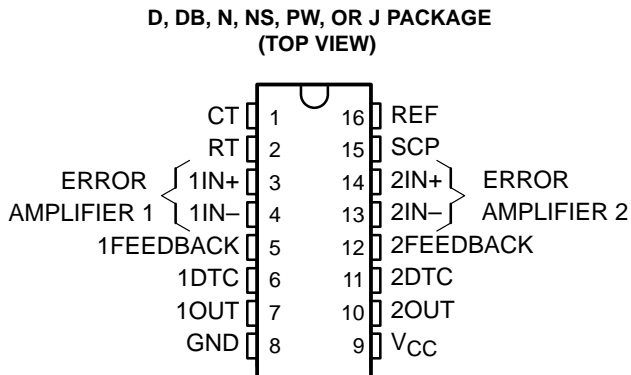 D, DB, N, NS, PW, OR J PACKAGE
(TOP VIEW)
CT 1 16 REF
RT 2 15 SCP
ERROR AMPLIFIER 1 1IN+ 3 14 2IN+ ERROR AMPLIFIER 2
1IN– 4 13 2IN–
1FEEDBACK 5 12 2FEEDBACK
1DTC 6 11 2DTC
1OUT 7 10 2OUT
GND 8 9 VCC